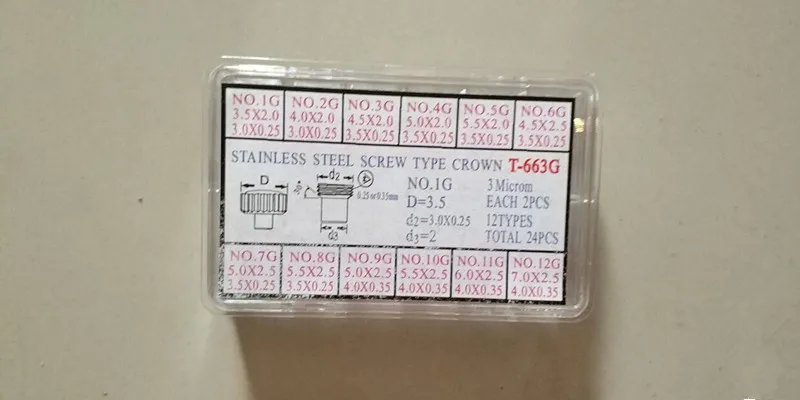 NO.1G NO.2G NO.3G NO.4G NO.5G NO.6G
3.5X2.0 4.0X2.0 4.5X2.0 5.0X2.0 5.5X2.0 4.5X2.5
3.0X0.25 3.0X0.25 3.5X0.25 3.5X0.25 3.5X0.25 3.5X0.25
STAINLESS STEEL SCREW TYPE CROWN T-663G
D d2 NO.1G 3 Microm
0.25 or 0.35mm D=3.5 EACH 2PCS
d2=3.0X0.25 12TYPES
d3 d3=2 TOTAL 24PCS
NO.7G NO.8G NO.9G NO.10G NO.11G NO.12G
5.0X2.5 5.5X2.5 5.0X2.5 5.5X2.5 6.0X2.5 7.0X2.5
3.5X0.25 3.5X0.25 4.0X0.35 4.0X0.35 4.0X0.35 4.0X0.35